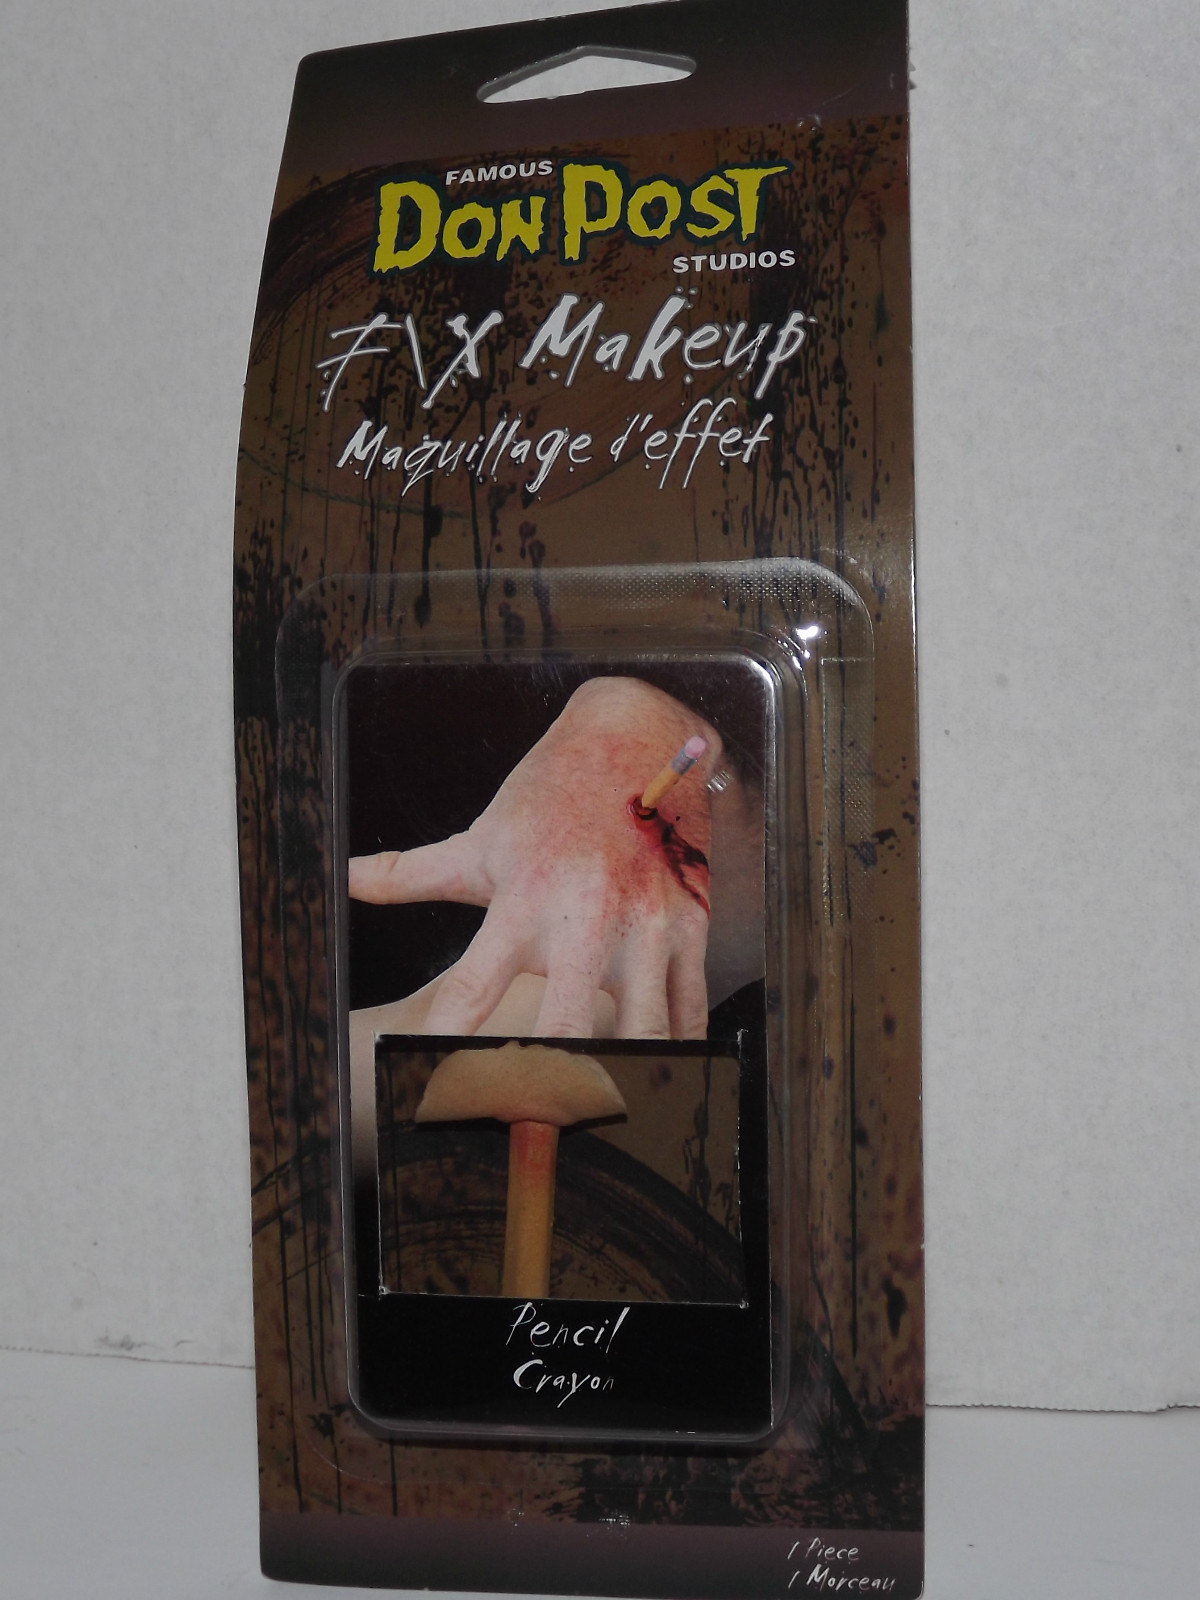 FAMOUS
DON POST
STUDIOS
F\X Makeup
Maquillage d'effet
Pencil
Crayon
1 Piece
1 Morceau